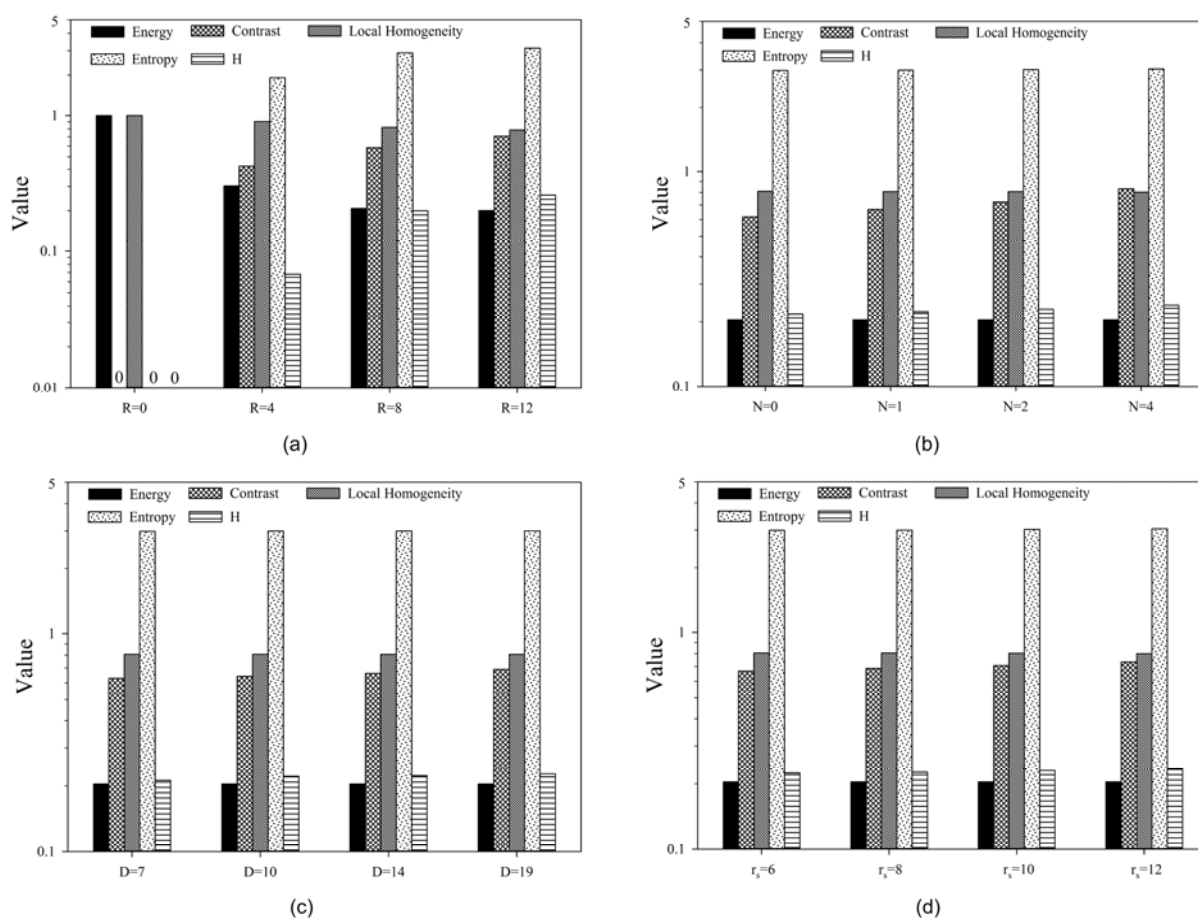 5
Energy Contrast Local Homogeneity
Entropy H
1
Value
0.1
0 0 0
0.01
R=0 R=4 R=8 R=12
(a)
5
Energy Contrast Local Homogeneity
Entropy H
1
Value
0.1
N=0 N=1 N=2 N=4
(b)
5
Energy Contrast Local Homogeneity
Entropy H
1
Value
0.1
D=7 D=10 D=14 D=19
(c)
5
Energy Contrast Local Homogeneity
Entropy H
1
Value
0.1
rₛ=6 rₛ=8 rₛ=10 rₛ=12
(d)